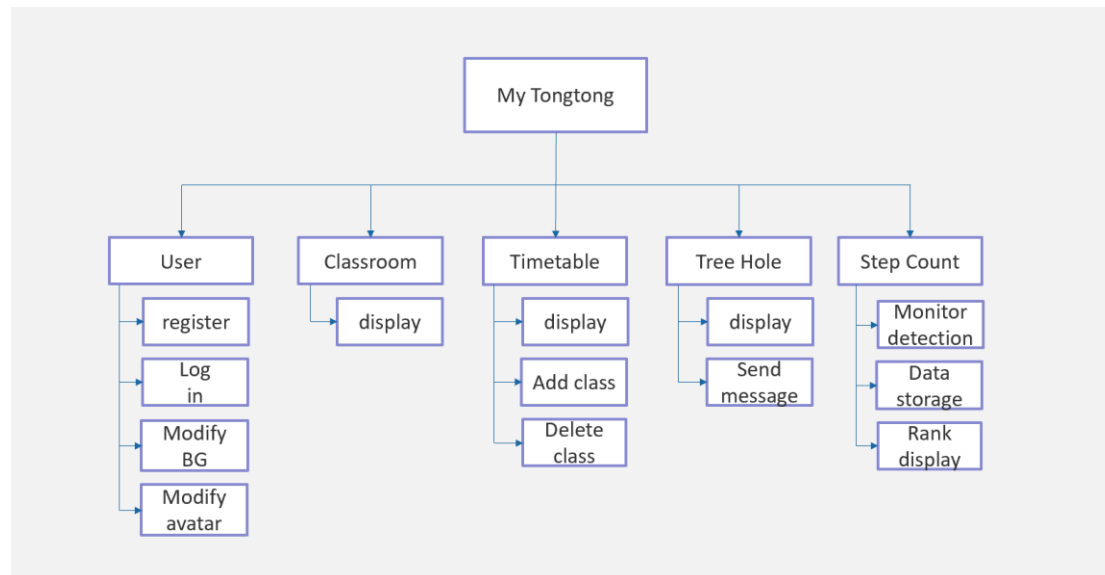 My Tongtong
User
Classroom
Timetable
Tree Hole
Step Count
register
Log
in
Modify
BG
Modify
avatar
display
display
Add class
Delete
class
display
Send
message
Monitor
detection
Data
storage
Rank
display